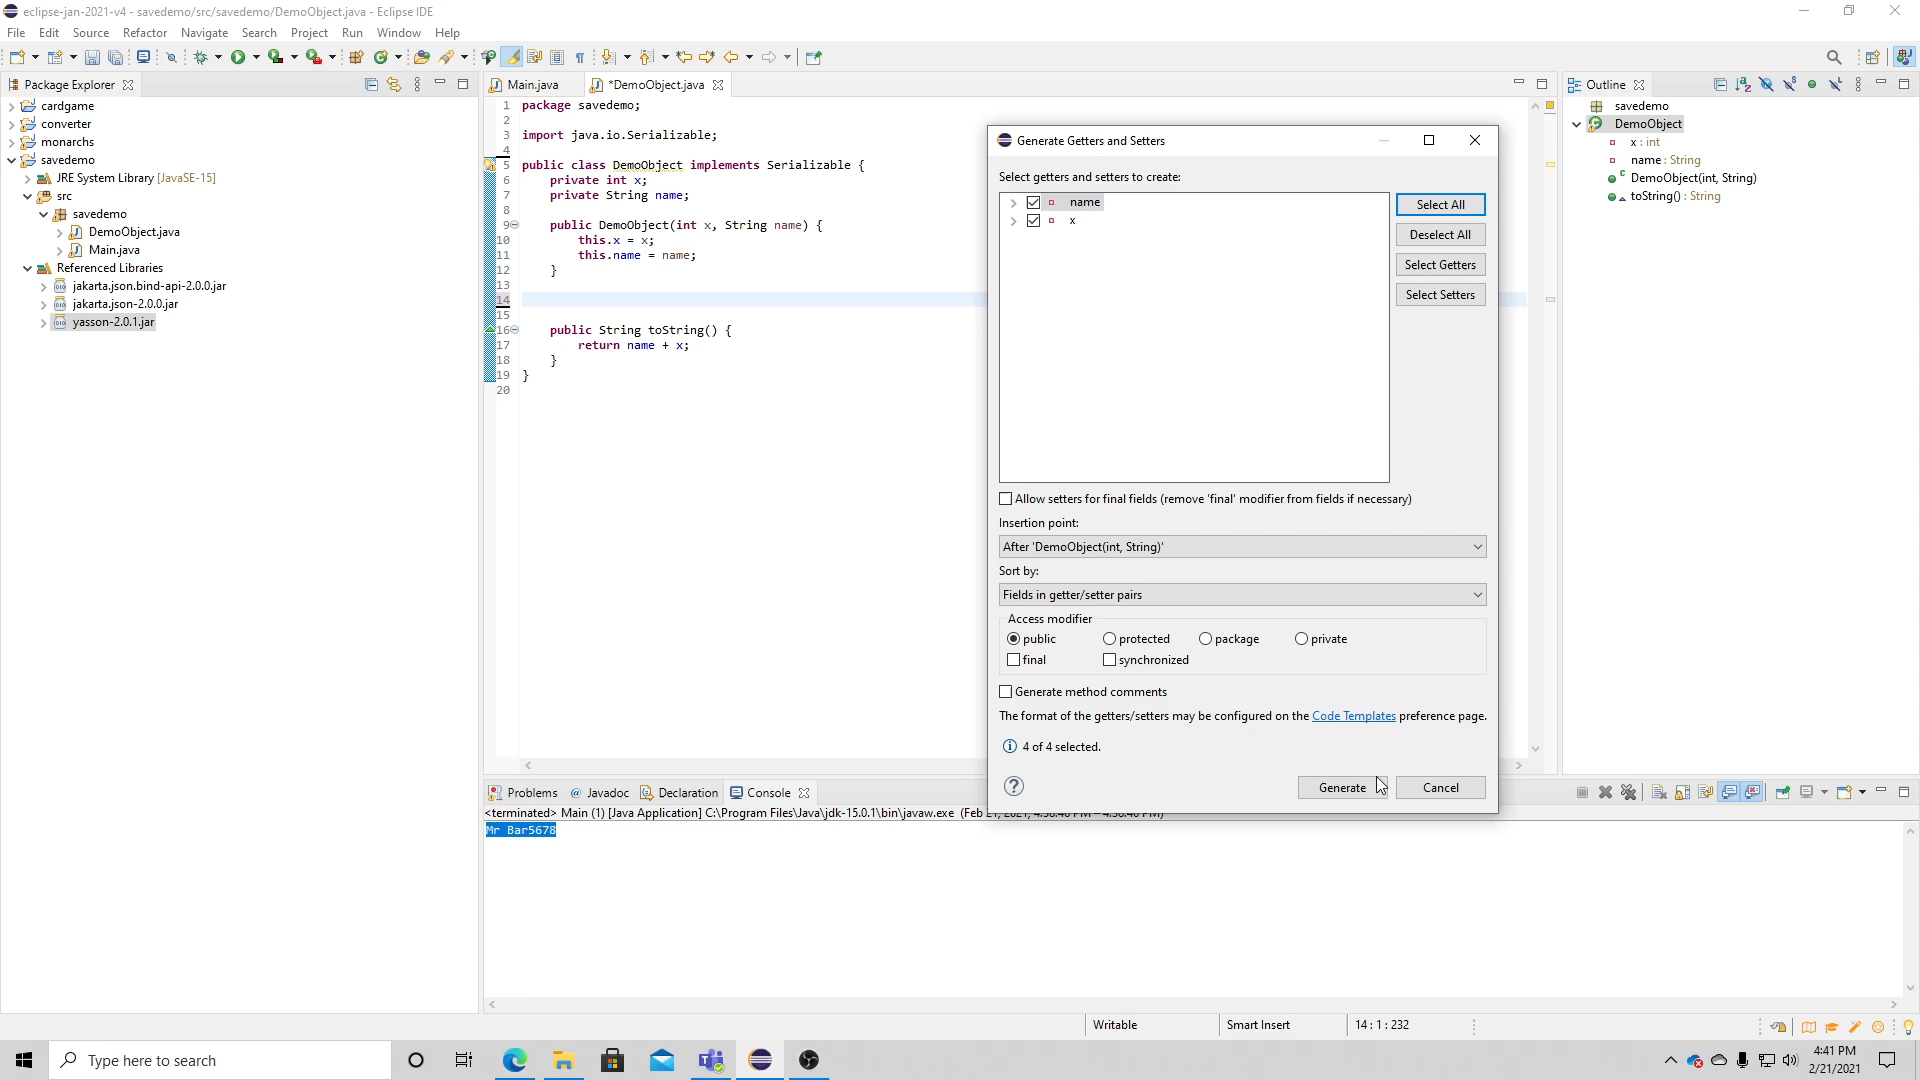 eclipse-jan-2021-v4 - savedemo/src/savedemo/DemoObject.java - Eclipse IDE
File Edit Source Refactor Navigate Search Project Run Window Help
Package Explorer
cardgame
converter
monarchs
savedemo
JRE System Library [JavaSE-15]
src
savedemo
DemoObject.java
Main.java
Referenced Libraries
jakarta.json.bind-api-2.0.0.jar
jakarta.json-2.0.0.jar
yasson-2.0.1.jar
Main.java *DemoObject.java
1 package savedemo;
2
3 import java.io.Serializable;
4
5 public class DemoObject implements Serializable {
6 private int x;
7 private String name;
8
9 public DemoObject(int x, String name) {
10 this.x = x;
11 this.name = name;
12 }
13
14
15
16 public String toString() {
17 return name + x;
18 }
19 }
20
Generate Getters and Setters
Select getters and setters to create:
name
x
Select All
Deselect All
Select Getters
Select Setters
Allow setters for final fields (remove 'final' modifier from fields if necessary)
Insertion point:
After 'DemoObject(int, String)'
Sort by:
Fields in getter/setter pairs
Access modifier
public protected package private
final synchronized
Generate method comments
The format of the getters/setters may be configured on the Code Templates preference page.
4 of 4 selected.
Generate Cancel
Outline
savedemo
DemoObject
x : int
name : String
DemoObject(int, String)
toString() : String
Problems Javadoc Declaration Console
<terminated> Main (1) [Java Application] C:\Program Files\Java\jdk-15.0.1\bin\javaw.exe (Feb 21, 2021, 4:38:40 PM – 4:38:40 PM)
Mr Bar5678
Writable Smart Insert 14 : 1 : 232
Type here to search
4:41 PM
2/21/2021